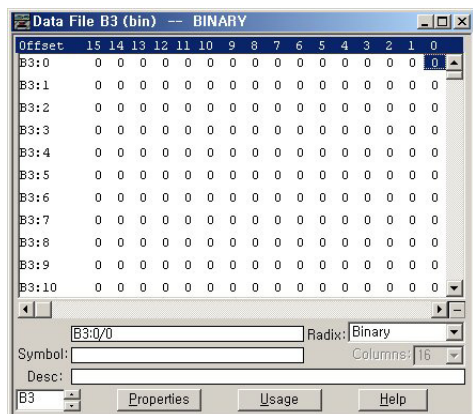 Data File B3 (bin) -- BINARY
Offset 15 14 13 12 11 10 9 8 7 6 5 4 3 2 1 0
B3:0 0 0 0 0 0 0 0 0 0 0 0 0 0 0 0 0
B3:1 0 0 0 0 0 0 0 0 0 0 0 0 0 0 0 0
B3:2 0 0 0 0 0 0 0 0 0 0 0 0 0 0 0 0
B3:3 0 0 0 0 0 0 0 0 0 0 0 0 0 0 0 0
B3:4 0 0 0 0 0 0 0 0 0 0 0 0 0 0 0 0
B3:5 0 0 0 0 0 0 0 0 0 0 0 0 0 0 0 0
B3:6 0 0 0 0 0 0 0 0 0 0 0 0 0 0 0 0
B3:7 0 0 0 0 0 0 0 0 0 0 0 0 0 0 0 0
B3:8 0 0 0 0 0 0 0 0 0 0 0 0 0 0 0 0
B3:9 0 0 0 0 0 0 0 0 0 0 0 0 0 0 0 0
B3:10 0 0 0 0 0 0 0 0 0 0 0 0 0 0 0 0
B3:0/0 Radix: Binary
Symbol: Columns: 16
Desc:
B3 Properties Usage Help